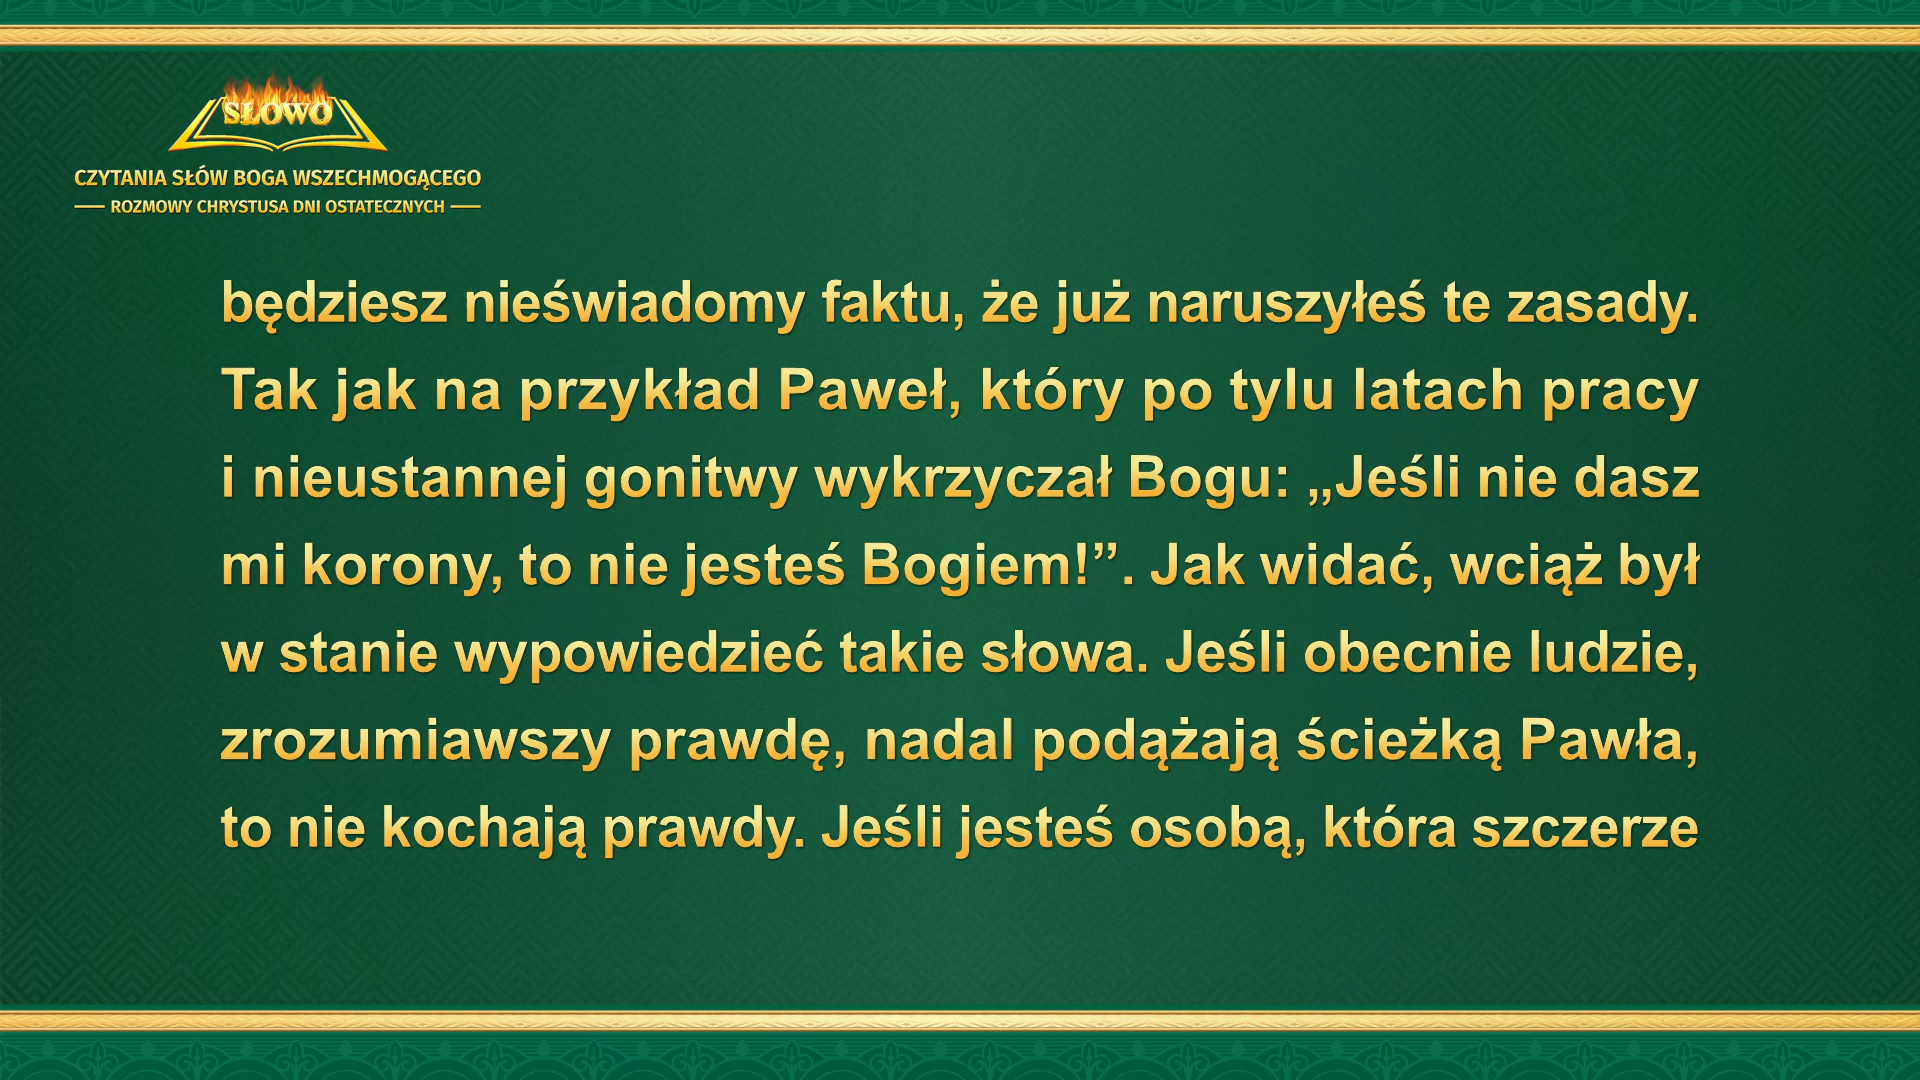 SŁOWO
CZYTANIA SŁÓW BOGA WSZECHMOGĄCEGO
ROZMOWY CHRYSTUSA DNI OSTATECZNYCH
będziesz nieświadomy faktu, że już naruszyłeś te zasady.
Tak jak na przykład Paweł, który po tylu latach pracy
i nieustannej gonitwy wykrzyczał Bogu: „Jeśli nie dasz
mi korony, to nie jesteś Bogiem!”. Jak widać, wciąż był
w stanie wypowiedzieć takie słowa. Jeśli obecnie ludzie,
zrozumiawszy prawdę, nadal podążają ścieżką Pawła,
to nie kochają prawdy. Jeśli jesteś osobą, która szczerze